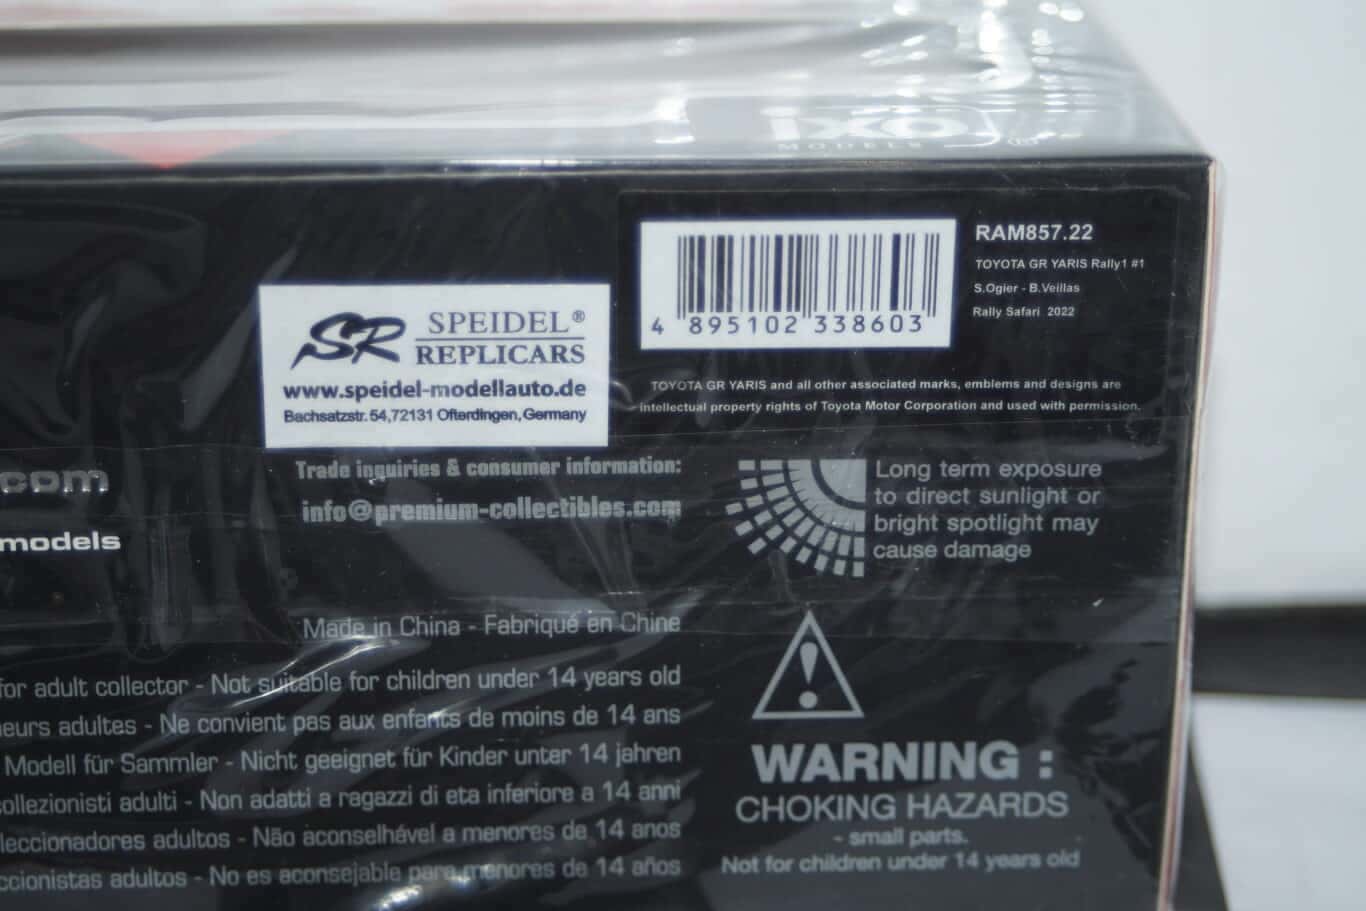 ixo
MODELS
RAM857.22
TOYOTA GR YARIS Rally1 #1
S.Ogier - B.Veillas
Rally Safari 2022
4 895102 338603
SR SPEIDEL®
REPLICARS
www.speidel-modellauto.de
Bachsatzstr. 54,72131 Ofterdingen, Germany
TOYOTA GR YARIS and all other associated marks, emblems and designs are
intellectual property rights of Toyota Motor Corporation and used with permission.
Trade inquiries & consumer information:
info@premium-collectibles.com
com
models
Long term exposure
to direct sunlight or
bright spotlight may
cause damage
Made in China - Fabriqué en Chine
for adult collector - Not suitable for children under 14 years old
eurs adultes - Ne convient pas aux enfants de moins de 14 ans
Modell für Sammler - Nicht geeignet für Kinder unter 14 jahren
ollezionisti adulti - Non adatti a ragazzi di eta inferiore a 14 anni
leccionadores adultos - Não aconselhável a menores de 14 anos
ccionistas adultos - No es aconsejable para menores de 14 años
WARNING :
CHOKING HAZARDS
- small parts.
Not for children under 14 years old